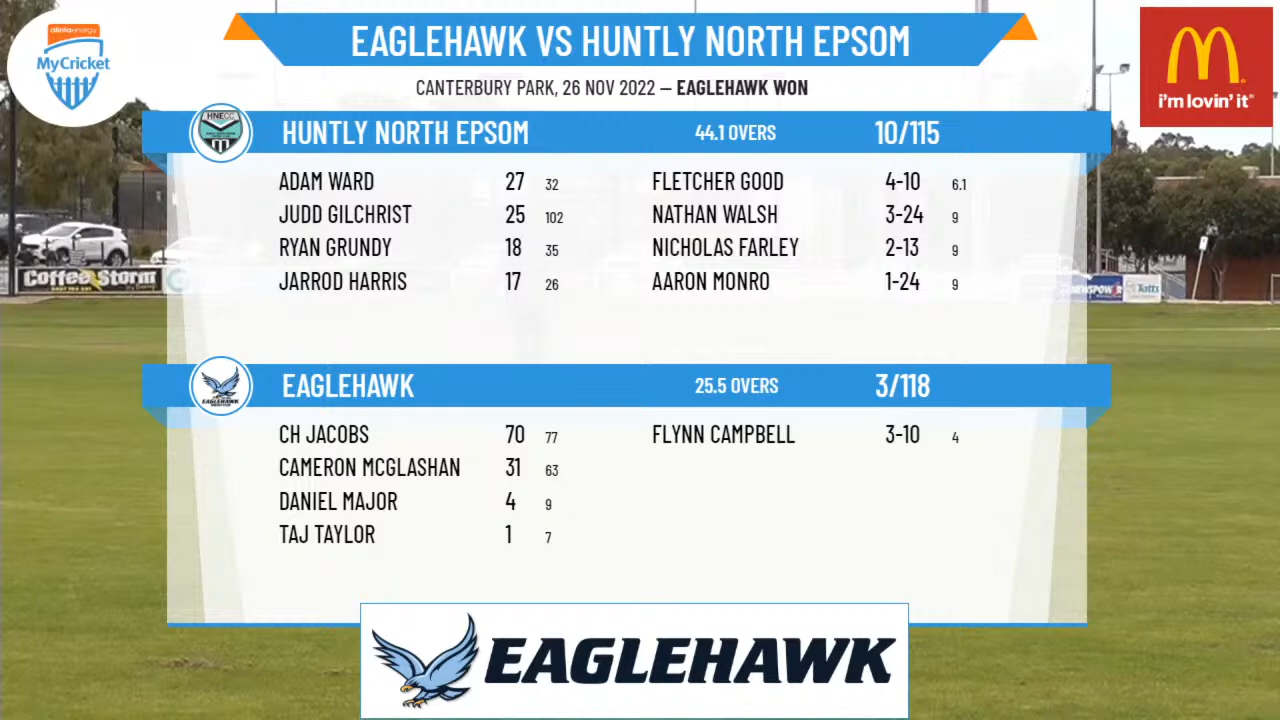 alintaenergy
MyCricket
EAGLEHAWK VS HUNTLY NORTH EPSOM
i'm lovin' it®
CANTERBURY PARK, 26 NOV 2022 – EAGLEHAWK WON
HNECC
HUNTLY NORTH EPSOM 44.1 OVERS 10/115
ADAM WARD 27 32 FLETCHER GOOD 4-10 6.1
JUDD GILCHRIST 25 102 NATHAN WALSH 3-24 9
RYAN GRUNDY 18 35 NICHOLAS FARLEY 2-13 9
JARROD HARRIS 17 26 AARON MONRO 1-24 9
Coffee Storm
NEWSPOWER
Totts
EAGLEHAWK 25.5 OVERS 3/118
EAGLEHAWK
CH JACOBS 70 77 FLYNN CAMPBELL 3-10 4
CAMERON MCGLASHAN 31 63
DANIEL MAJOR 4 9
TAJ TAYLOR 1 7
EAGLEHAWK